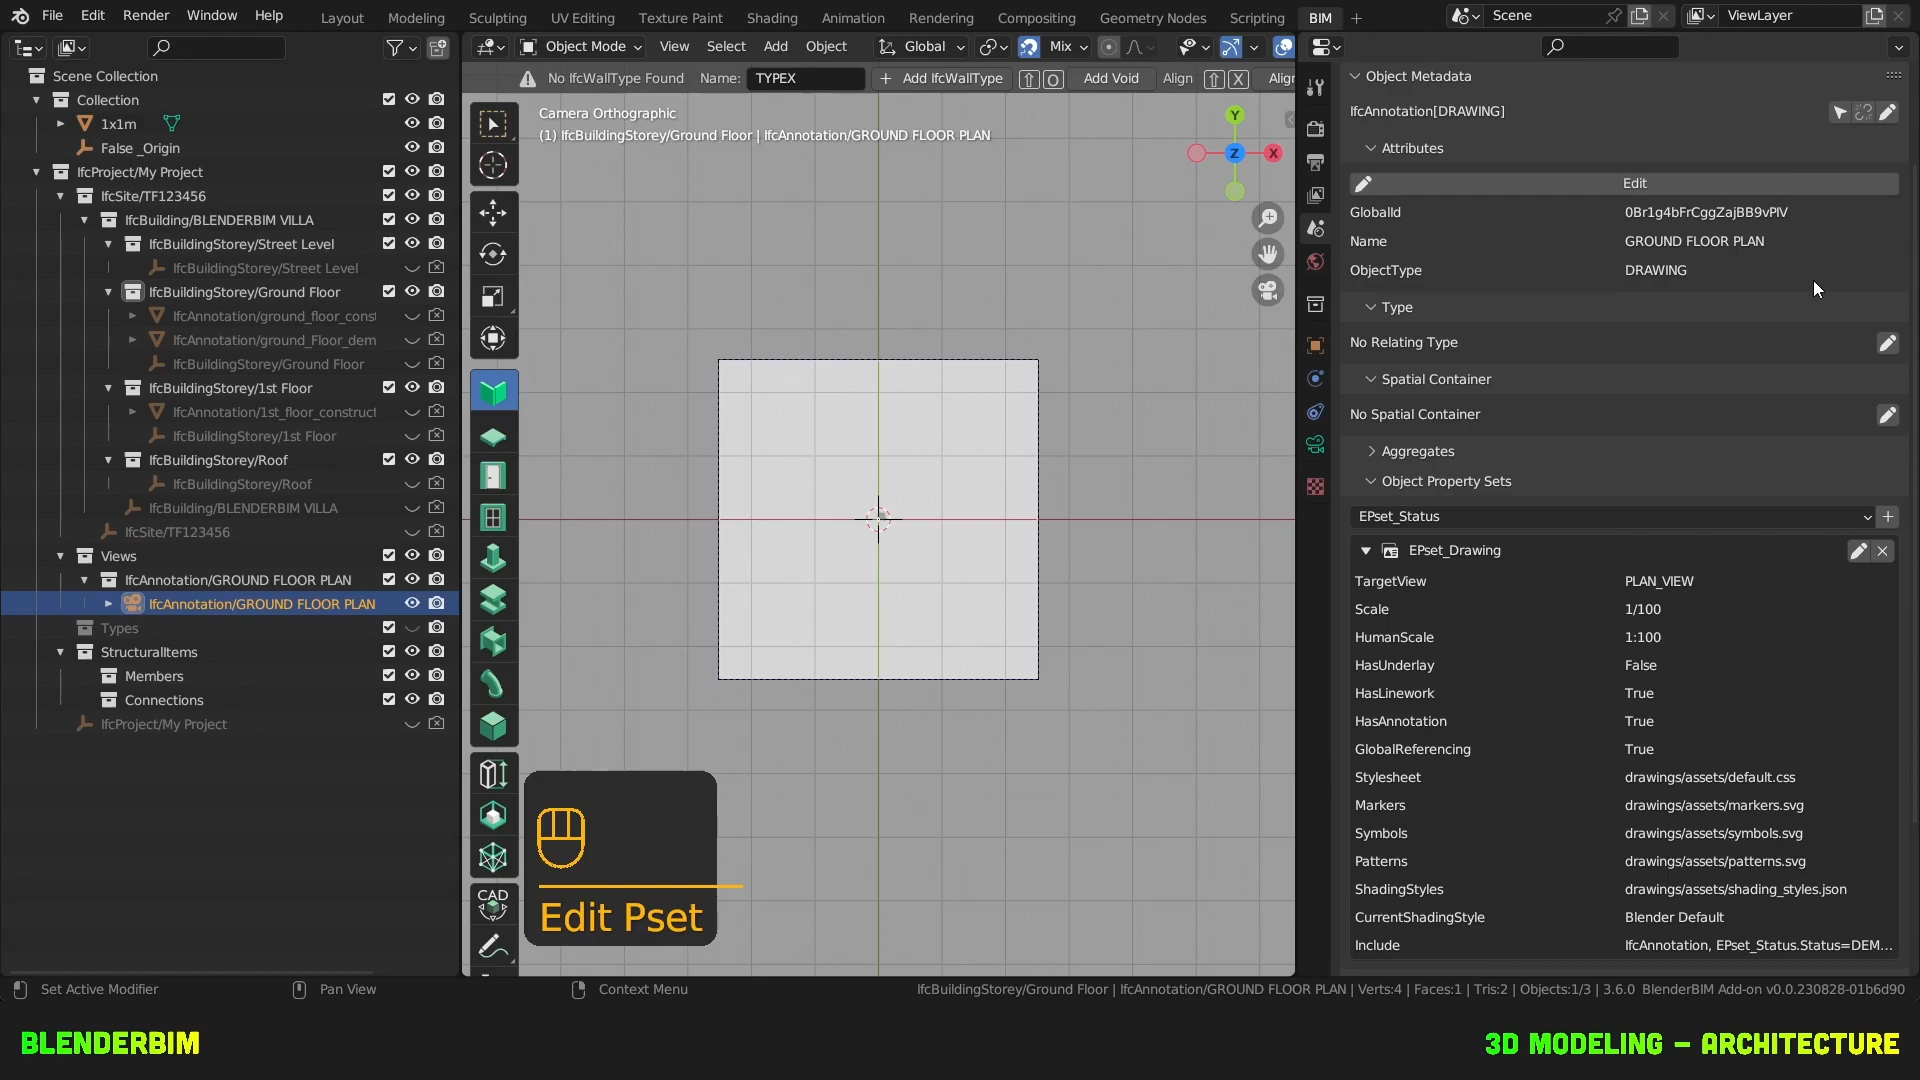 File Edit Render Window Help Layout Modeling Sculpting UV Editing Texture Paint Shading Animation Rendering Compositing Geometry Nodes Scripting BIM Scene ViewLayer
Object Mode View Select Add Object Global Mix
No IfcWallType Found Name: TYPEX Add IfcWallType O Add Void Align X Align
Scene Collection
Collection
1x1m
False _Origin
IfcProject/My Project
IfcSite/TF123456
IfcBuilding/BLENDERBIM VILLA
IfcBuildingStorey/Street Level
IfcBuildingStorey/Street Level
IfcBuildingStorey/Ground Floor
IfcAnnotation/ground_floor_const
IfcAnnotation/ground_Floor_dem
IfcBuildingStorey/Ground Floor
IfcBuildingStorey/1st Floor
IfcAnnotation/1st_floor_construct
IfcBuildingStorey/1st Floor
IfcBuildingStorey/Roof
IfcBuildingStorey/Roof
IfcBuilding/BLENDERBIM VILLA
IfcSite/TF123456
Views
IfcAnnotation/GROUND FLOOR PLAN
IfcAnnotation/GROUND FLOOR PLAN
Types
StructuralItems
Members
Connections
IfcProject/My Project
Camera Orthographic
(1) IfcBuildingStorey/Ground Floor | IfcAnnotation/GROUND FLOOR PLAN
Y
Z
X
CAD
Edit Pset
Object Metadata
IfcAnnotation[DRAWING]
Attributes
Edit
GlobalId 0Br1g4bFrCggZajBB9vPIV
Name GROUND FLOOR PLAN
ObjectType DRAWING
Type
No Relating Type
Spatial Container
No Spatial Container
Aggregates
Object Property Sets
EPset_Status
EPset_Drawing
TargetView PLAN_VIEW
Scale 1/100
HumanScale 1:100
HasUnderlay False
HasLinework True
HasAnnotation True
GlobalReferencing True
Stylesheet drawings/assets/default.css
Markers drawings/assets/markers.svg
Symbols drawings/assets/symbols.svg
Patterns drawings/assets/patterns.svg
ShadingStyles drawings/assets/shading_styles.json
CurrentShadingStyle Blender Default
Include IfcAnnotation, EPset_Status.Status=DEM...
Set Active Modifier Pan View Context Menu IfcBuildingStorey/Ground Floor | IfcAnnotation/GROUND FLOOR PLAN | Verts:4 | Faces:1 | Tris:2 | Objects:1/3 | 3.6.0 BlenderBIM Add-on v0.0.230828-01b6d90
BLENDERBIM
3D MODELING - ARCHITECTURE